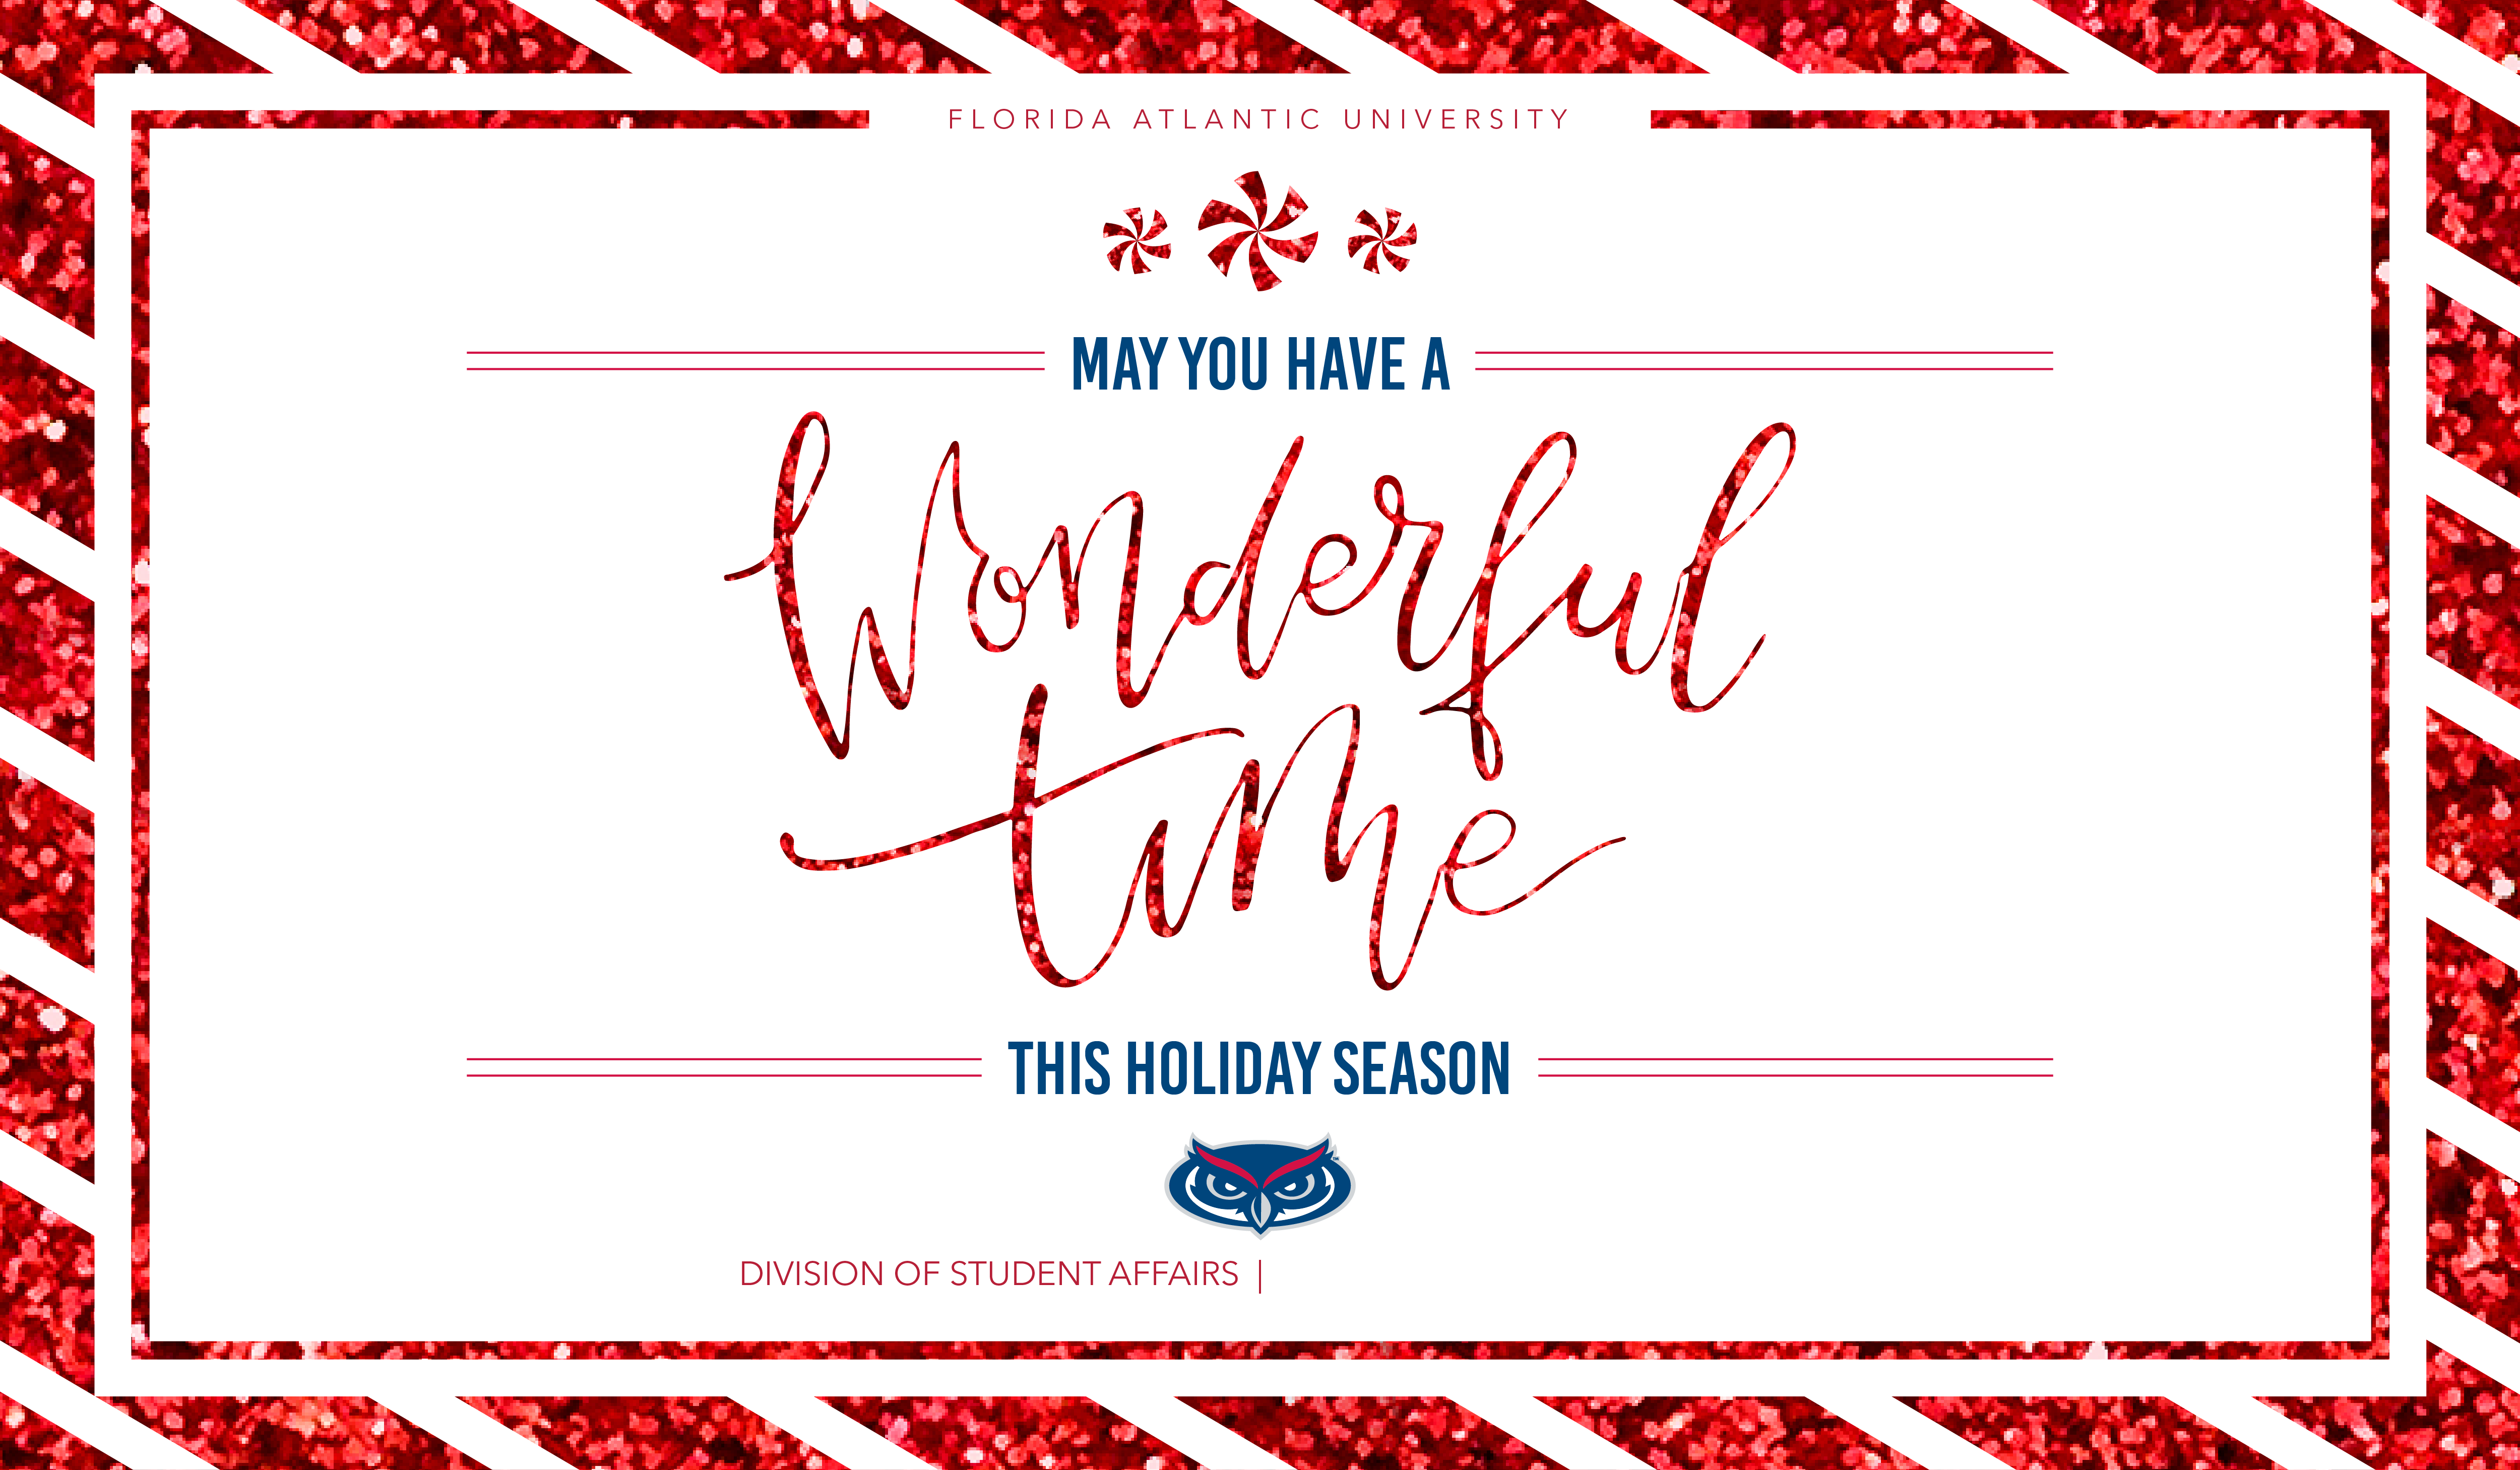 FLORIDA ATLANTIC UNIVERSITY
MAY YOU HAVE A
Wonderful
time
THIS HOLIDAY SEASON
DIVISION OF STUDENT AFFAIRS |